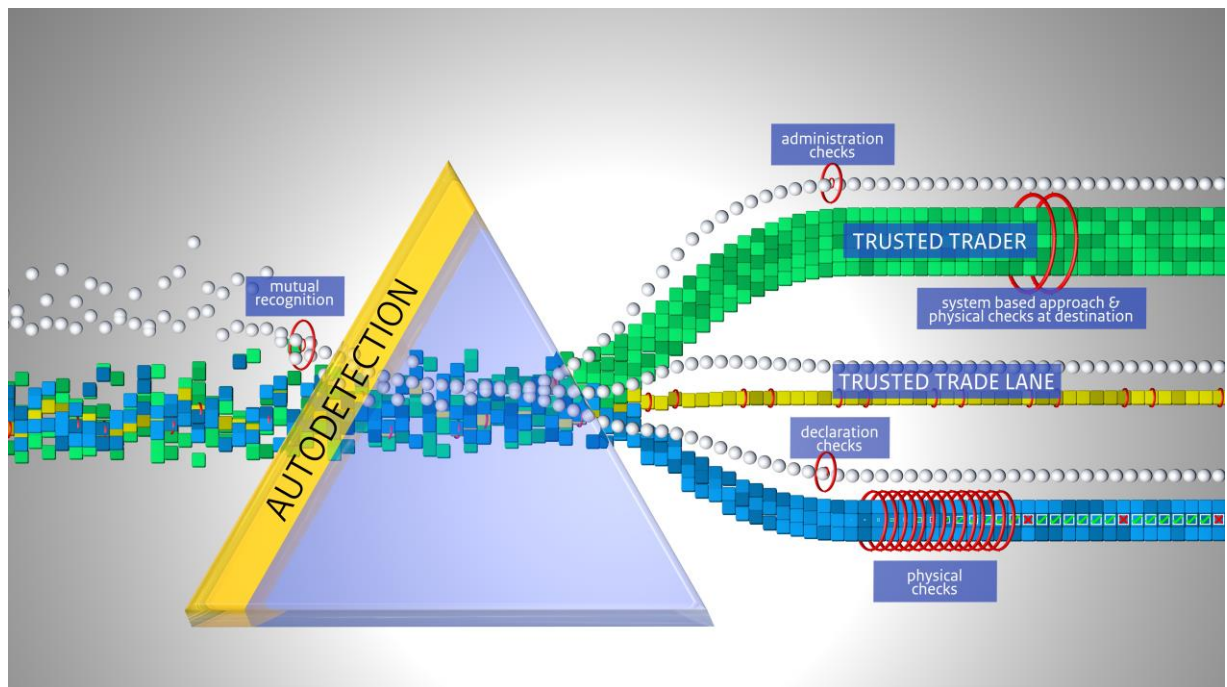 administration
checks
TRUSTED TRADER
mutual
recognition
system based approach &
physical checks at destination
AUTODETECTION
TRUSTED TRADE LANE
declaration
checks
physical
checks